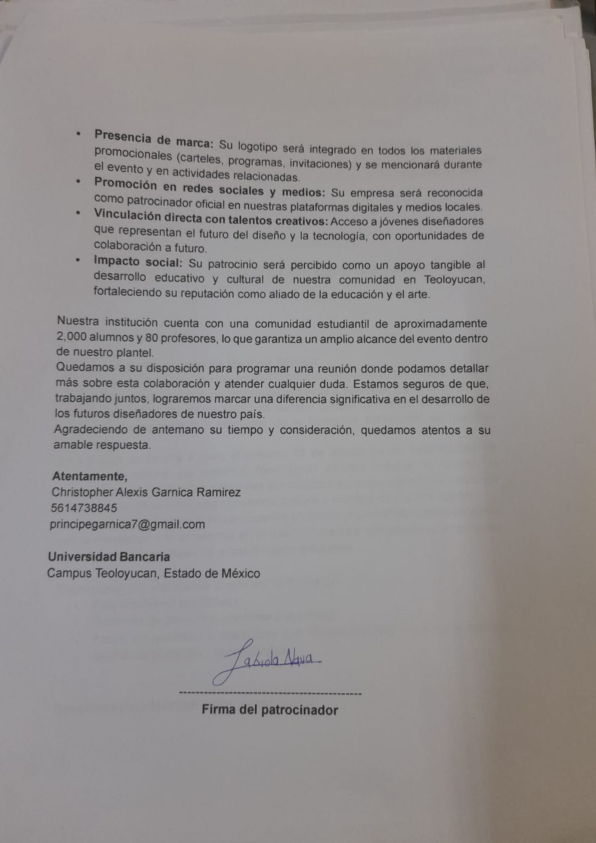 • Presencia de marca: Su logotipo será integrado en todos los materiales
promocionales (carteles, programas, invitaciones) y se mencionará durante
el evento y en actividades relacionadas.
• Promoción en redes sociales y medios: Su empresa será reconocida
como patrocinador oficial en nuestras plataformas digitales y medios locales.
• Vinculación directa con talentos creativos: Acceso a jóvenes diseñadores
que representan el futuro del diseño y la tecnología, con oportunidades de
colaboración a futuro.
• Impacto social: Su patrocinio será percibido como un apoyo tangible al
desarrollo educativo y cultural de nuestra comunidad en Teoloyucan,
fortaleciendo su reputación como aliado de la educación y el arte.
Nuestra institución cuenta con una comunidad estudiantil de aproximadamente
2,000 alumnos y 80 profesores, lo que garantiza un amplio alcance del evento dentro
de nuestro plantel.
Quedamos a su disposición para programar una reunión donde podamos detallar
más sobre esta colaboración y atender cualquier duda. Estamos seguros de que,
trabajando juntos, lograremos marcar una diferencia significativa en el desarrollo de
los futuros diseñadores de nuestro país.
Agradeciendo de antemano su tiempo y consideración, quedamos atentos a su
amable respuesta.
Atentamente,
Christopher Alexis Garnica Ramirez
5614738845
principegarnica7@gmail.com
Universidad Bancaria
Campus Teoloyucan, Estado de México
Fabiola Nava
Firma del patrocinador